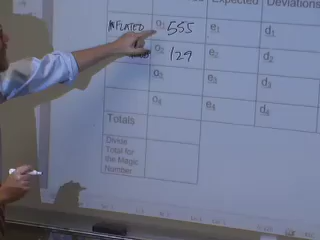 Expected Deviations
INFLATED o1 555 e1 d1
o2 129 e2 d2
o3 e3 d3
o4 e4 d4
Totals
Divide
Total for
the Magic
Number